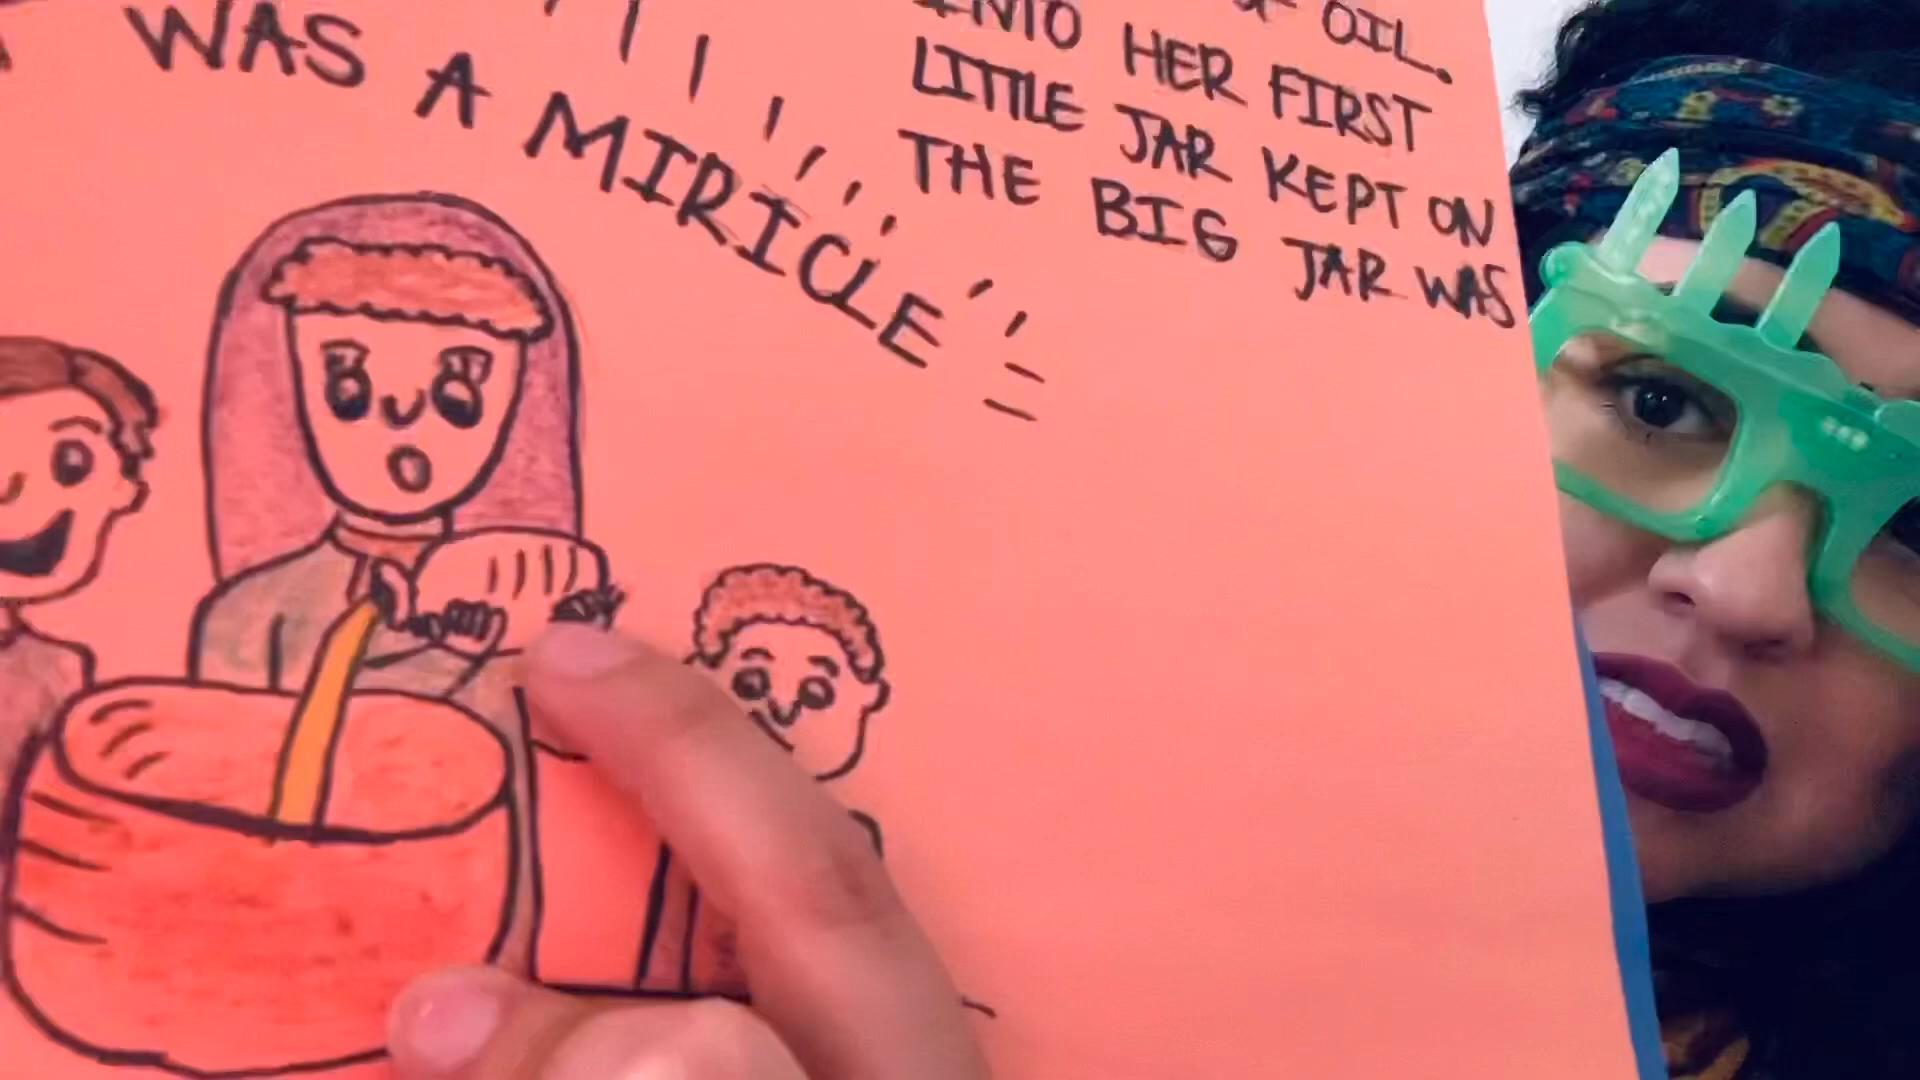 WAS A MIRICLE
OIL.
INTO HER FIRST
LITTLE JAR KEPT ON
THE BIG JAR WAS